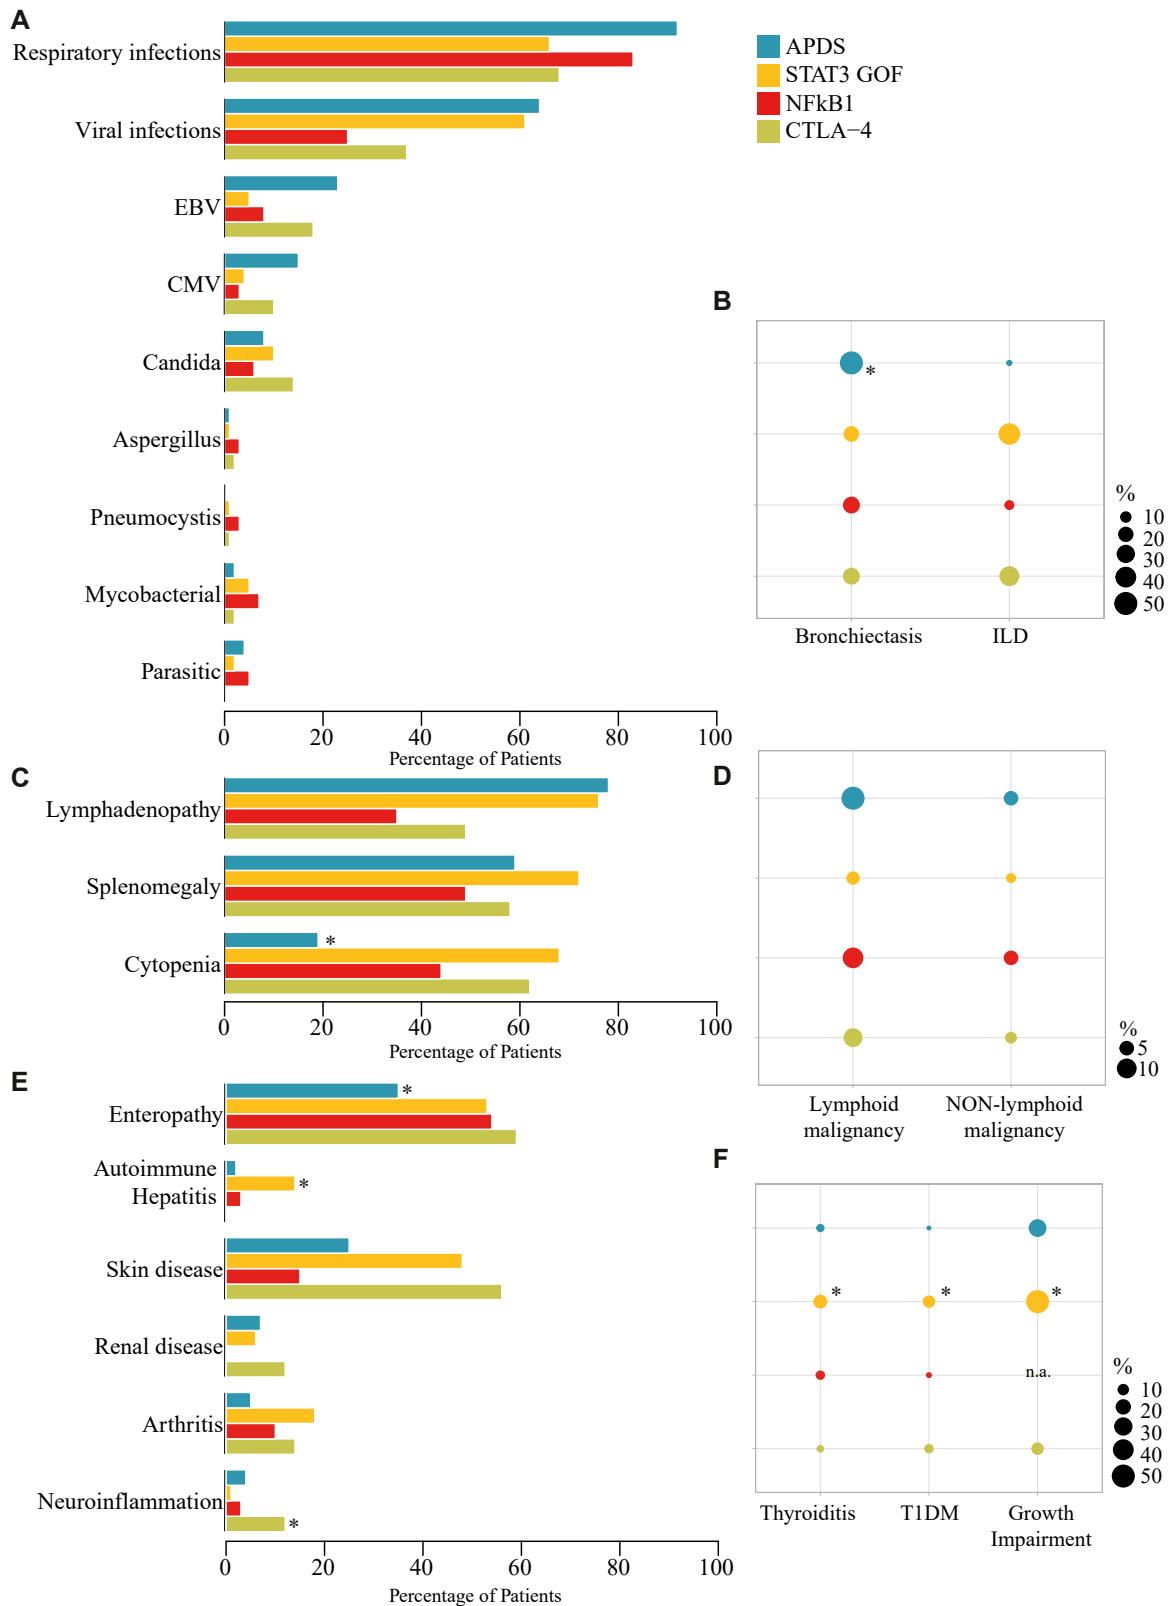 A
Respiratory infections
Viral infections
EBV
CMV
Candida
Aspergillus
Pneumocystis
Mycobacterial
Parasitic
0 20 40 60 80 100
Percentage of Patients
APDS
STAT3 GOF
NFkB1
CTLA−4
B
*
Bronchiectasis ILD
%
10
20
30
40
50
C
Lymphadenopathy
Splenomegaly
Cytopenia
*
0 20 40 60 80 100
Percentage of Patients
D
Lymphoid
malignancy
NON-lymphoid
malignancy
%
5
10
E
Enteropathy
*
Autoimmune
Hepatitis
*
Skin disease
Renal disease
Arthritis
Neuroinflammation
*
0 20 40 60 80 100
Percentage of Patients
F
* * *
n.a.
Thyroiditis T1DM Growth
Impairment
%
10
20
30
40
50